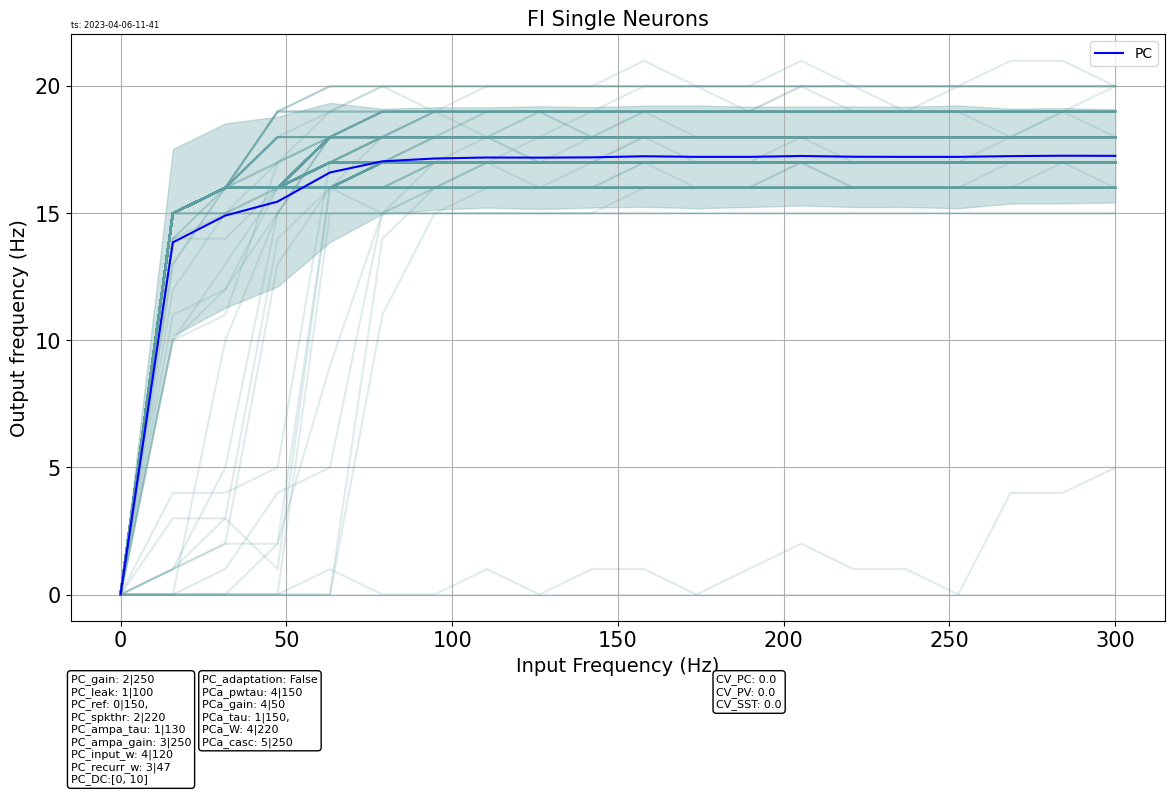 FI Single Neurons
ts: 2023-04-06-11-41
PC
Output frequency (Hz)
20
15
10
5
0
0 50 100 150 200 250 300
Input Frequency (Hz)
PC_gain: 2|250
PC_leak: 1|100
PC_ref: 0|150,
PC_spkthr: 2|220
PC_ampa_tau: 1|130
PC_ampa_gain: 3|250
PC_input_w: 4|120
PC_recurr_w: 3|47
PC_DC:[0, 10]
PC_adaptation: False
PCa_pwtau: 4|150
PCa_gain: 4|50
PCa_tau: 1|150,
PCa_W: 4|220
PCa_casc: 5|250
CV_PC: 0.0
CV_PV: 0.0
CV_SST: 0.0